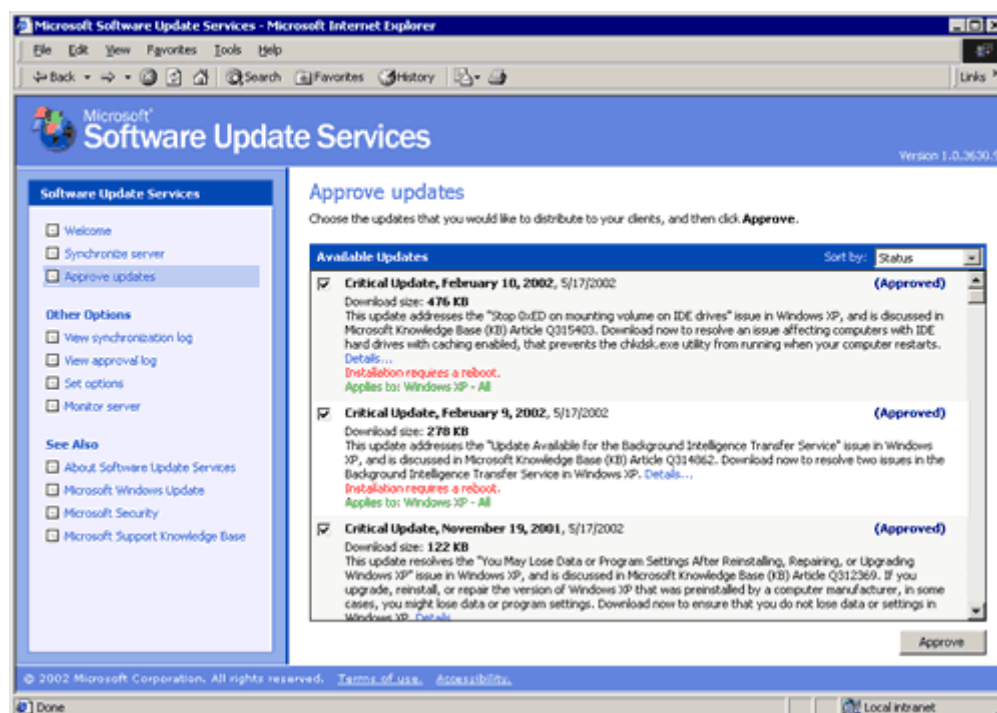 Microsoft Software Update Services - Microsoft Internet Explorer
File Edit View Favorites Tools Help
Back Search Favorites History Links
Microsoft
Software Update Services
Version 1.0.3630.
Software Update Services
Welcome
Synchronize server
Approve updates
Other Options
View synchronization log
View approval log
Set options
Monitor server
See Also
About Software Update Services
Microsoft Windows Update
Microsoft Security
Microsoft Support Knowledge Base
Approve updates
Choose the updates that you would like to distribute to your clients, and then click Approve.
Available Updates Sort by: Status
Critical Update, February 10, 2002, 5/17/2002 (Approved)
Download size: 476 KB
This update addresses the "Stop 0xED on mounting volume on IDE drives" issue in Windows XP, and is discussed in
Microsoft Knowledge Base (KB) Article Q315403. Download now to resolve an issue affecting computers with IDE
hard drives with caching enabled, that prevents the chkdsk.exe utility from running when your computer restarts.
Details...
Installation requires a reboot.
Applies to: Windows XP - All
Critical Update, February 9, 2002, 5/17/2002 (Approved)
Download size: 278 KB
This update addresses the "Update Available for the Background Intelligence Transfer Service" issue in Windows
XP, and is discussed in Microsoft Knowledge Base (KB) Article Q314862. Download now to resolve two issues in the
Background Intelligence Transfer Service in Windows XP. Details...
Installation requires a reboot.
Applies to: Windows XP - All
Critical Update, November 19, 2001, 5/17/2002 (Approved)
Download size: 122 KB
This update resolves the "You May Lose Data or Program Settings After Reinstalling, Repairing, or Upgrading
Windows XP" issue in Windows XP, and is discussed in Microsoft Knowledge Base (KB) Article Q312369. If you
upgrade, reinstall, or repair the version of Windows XP that was preinstalled by a computer manufacturer, in some
cases, you might lose data or program settings. Download now to ensure that you do not lose data or settings in
Windows XP. Details
Approve
© 2002 Microsoft Corporation. All rights reserved. Terms of use. Accessibility.
Done Local intranet